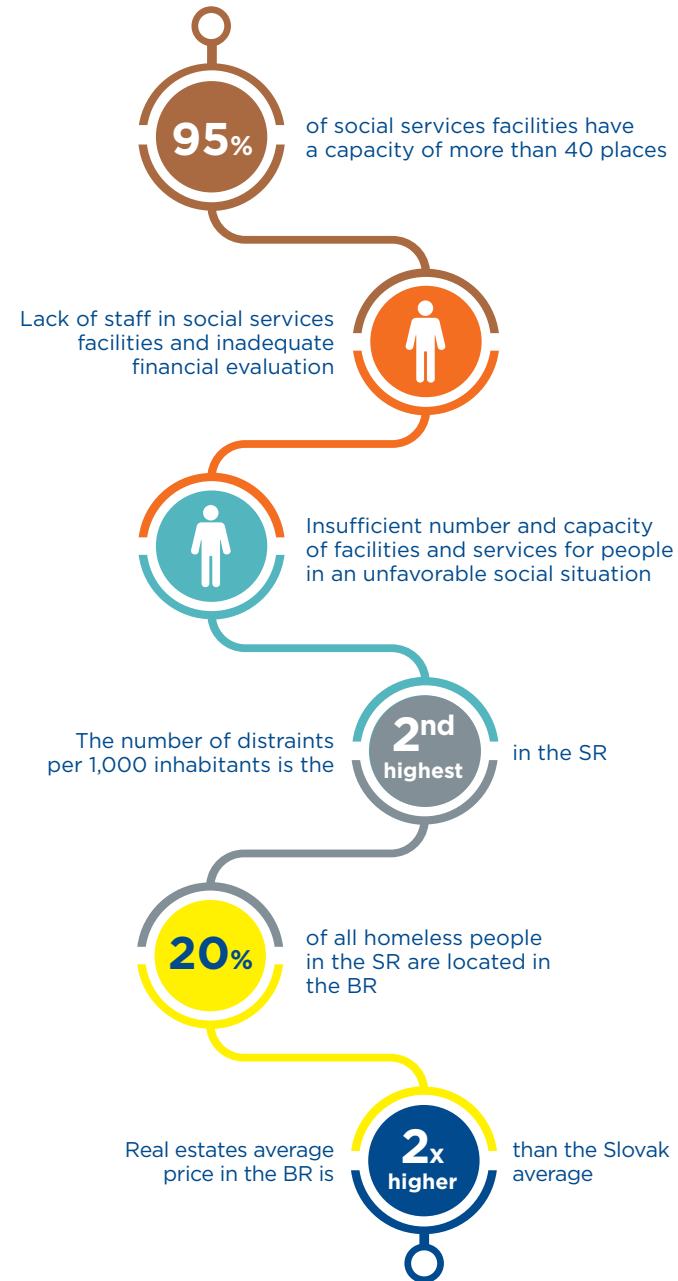 95%
of social services facilities have
a capacity of more than 40 places
Lack of staff in social services
facilities and inadequate
financial evaluation
Insufficient number and capacity
of facilities and services for people
in an unfavorable social situation
The number of distraints
per 1,000 inhabitants is the
2nd
highest
in the SR
20%
of all homeless people
in the SR are located in
the BR
Real estates average
price in the BR is
2x
higher
than the Slovak
average